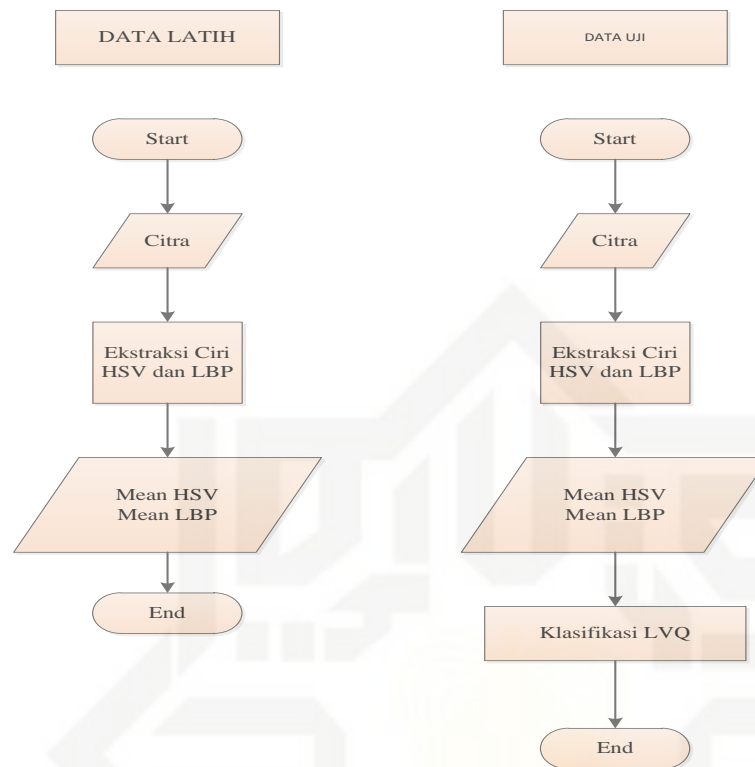 DATA LATIH
Start
Citra
Ekstraksi Ciri
HSV dan LBP
Mean HSV
Mean LBP
End
DATA UJI
Start
Citra
Ekstraksi Ciri
HSV dan LBP
Mean HSV
Mean LBP
Klasifikasi LVQ
End